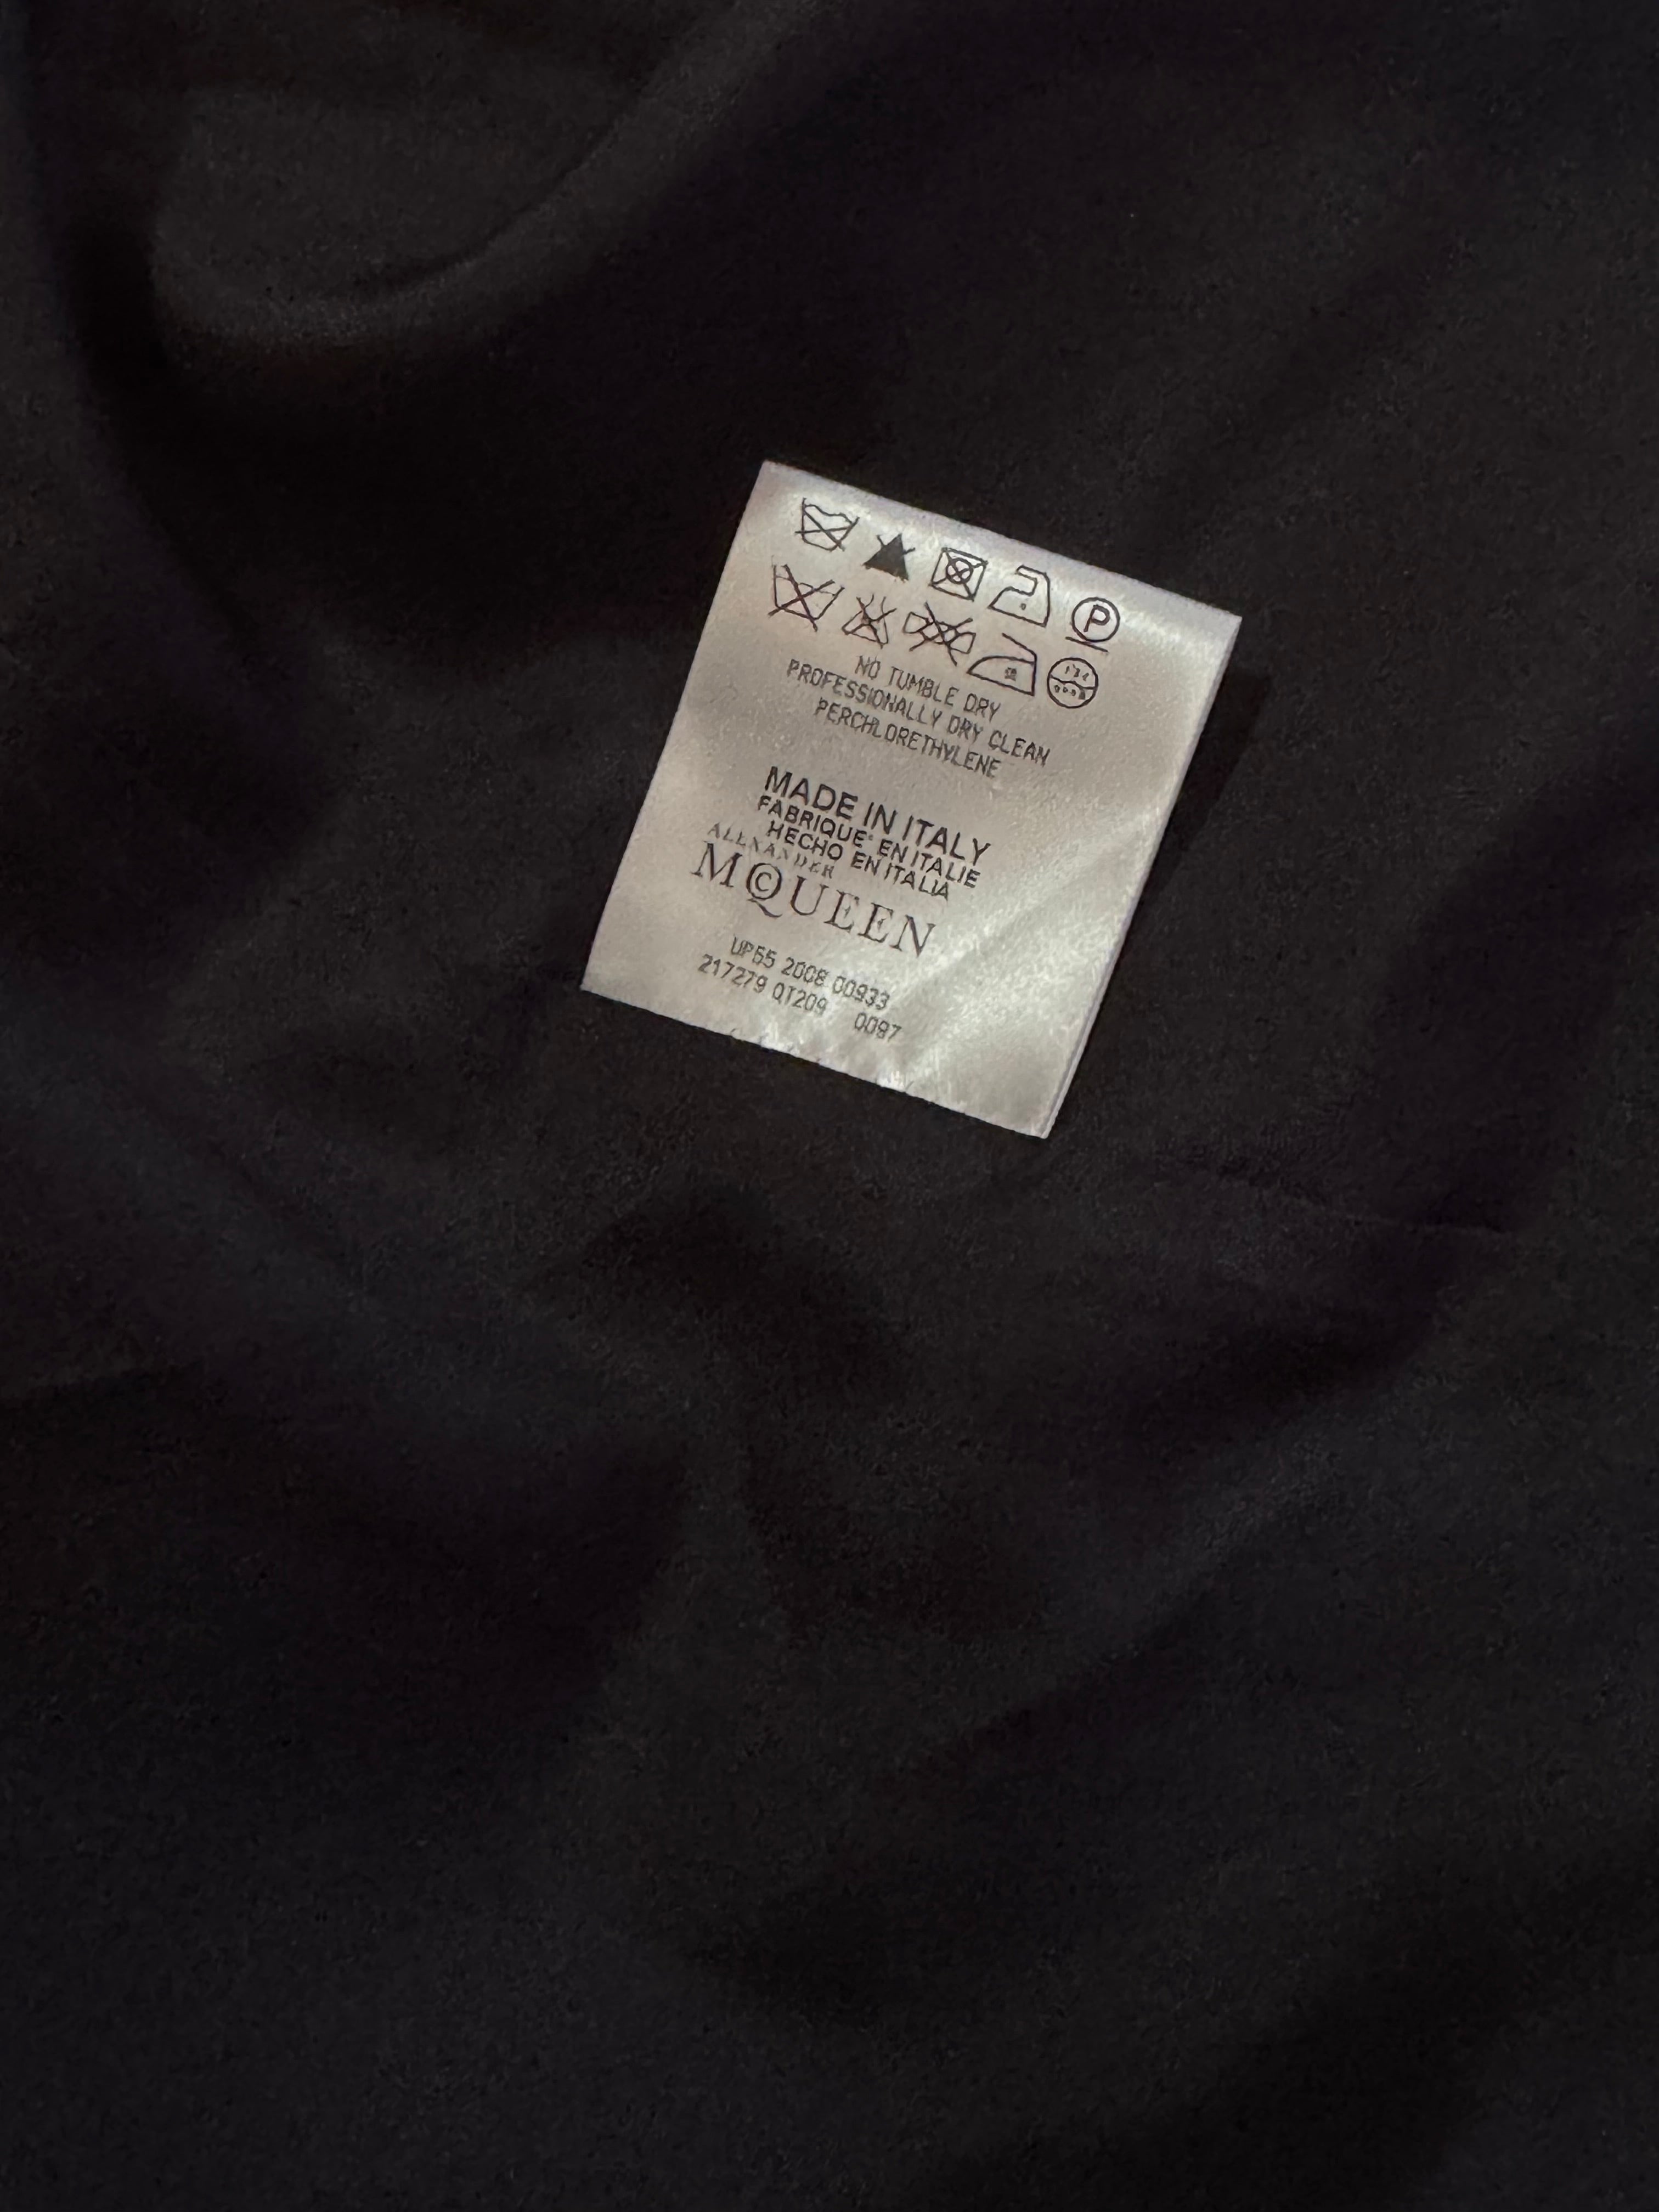 P
NO TUMBLE DRY
PROFESSIONALLY DRY CLEAN
PERCHLORETHYLENE
MADE IN ITALY
FABRIQUE' EN ITALIE
HECHO EN ITALIA
ALEXANDER
MCQUEEN
UP55 2008 00933
217279 QT209 0097